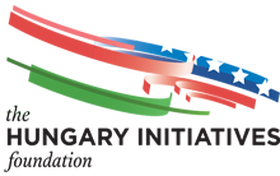 the
HUNGARY INITIATIVES
foundation